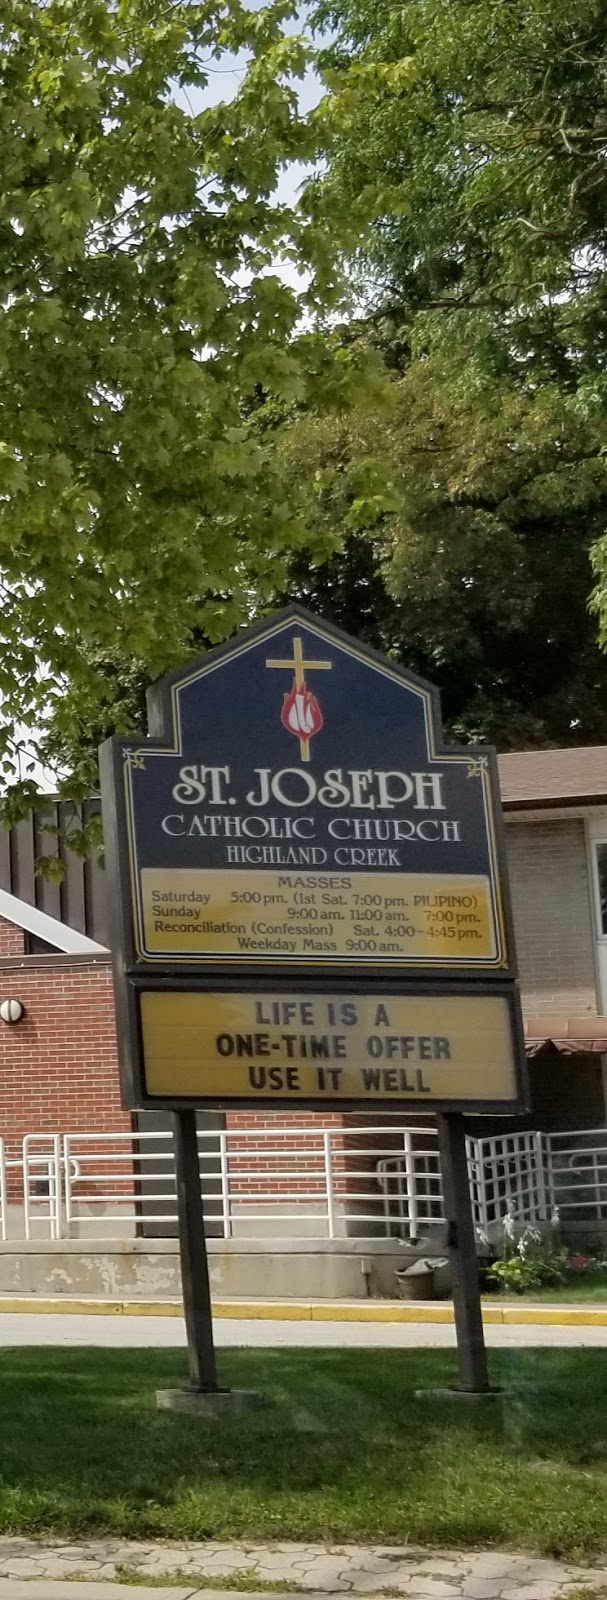 ST. JOSEPH
CATHOLIC CHURCH
HIGHLAND CREEK
MASSES
Saturday 5:00 pm. (1st Sat. 7:00 pm. PILIPINO)
Sunday 9:00 am. 11:00 am. 7:00 pm.
Reconciliation (Confession) Sat. 4:00 - 4:45 pm.
Weekday Mass 9:00 am.
LIFE IS A
ONE-TIME OFFER
USE IT WELL